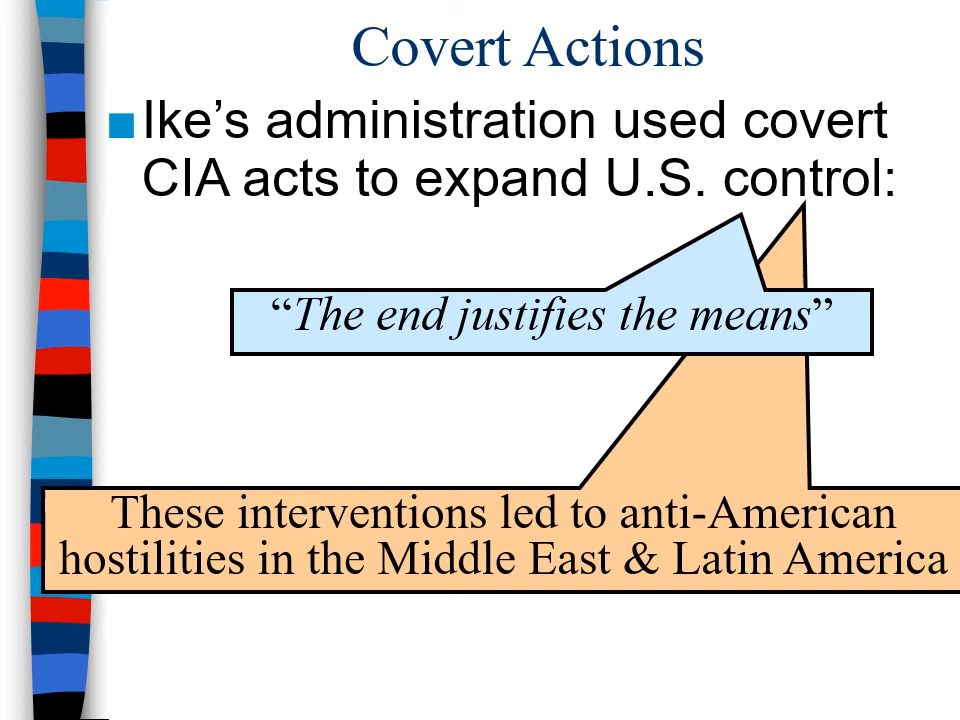 Covert Actions
■Ike’s administration used covert
CIA acts to expand U.S. control:
“The end justifies the means”
These interventions led to anti-American
hostilities in the Middle East & Latin America